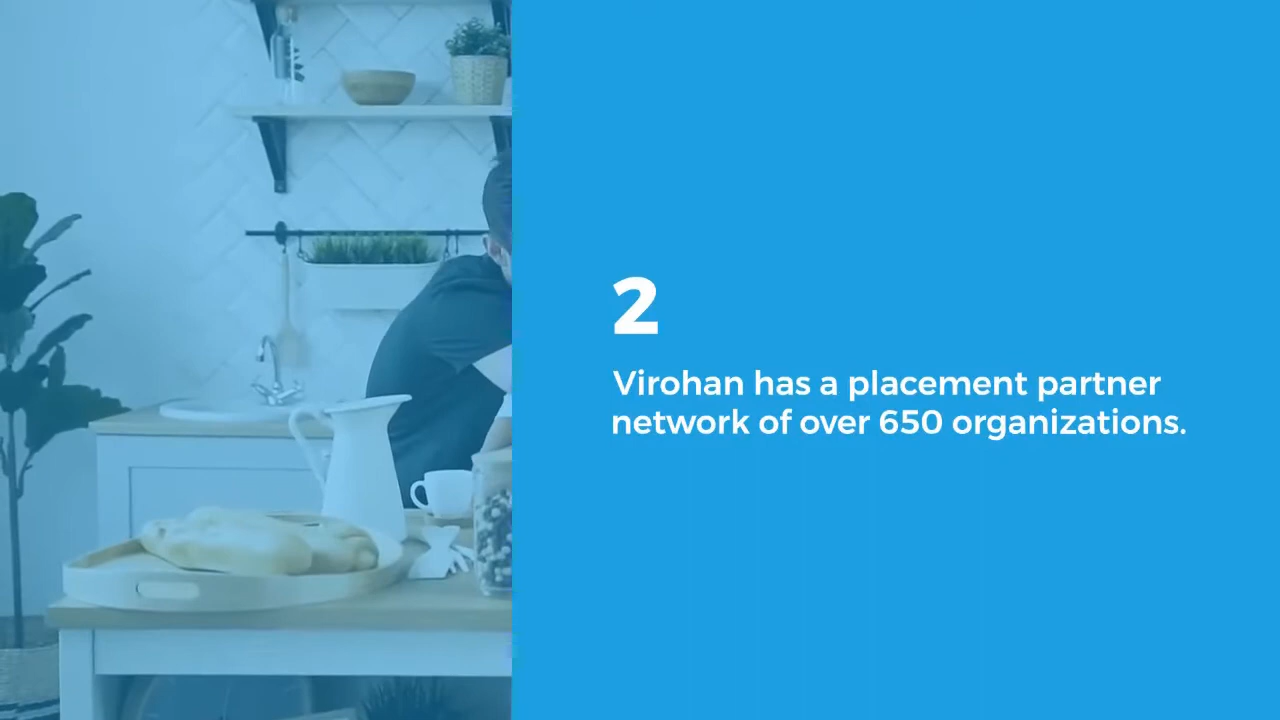 2
Virohan has a placement partner
network of over 650 organizations.